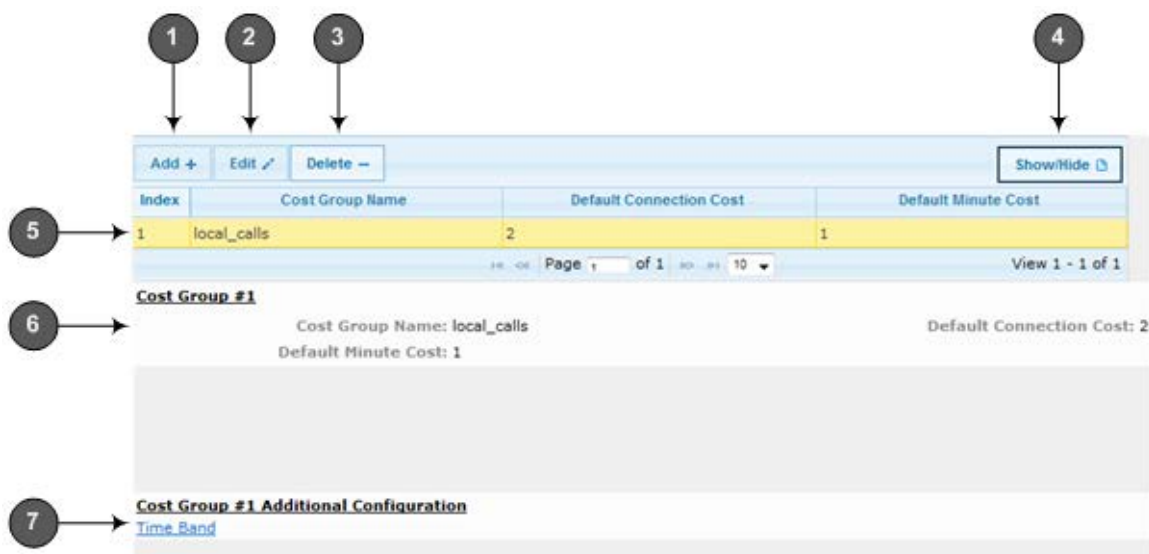 1 2 3 4
Add + Edit Delete − Show/Hide
Index Cost Group Name Default Connection Cost Default Minute Cost
5 1 local_calls 2 1
Page 1 of 1 10 View 1 - 1 of 1
Cost Group #1
6 Cost Group Name: local_calls Default Connection Cost: 2
Default Minute Cost: 1
Cost Group #1 Additional Configuration
7 Time Band